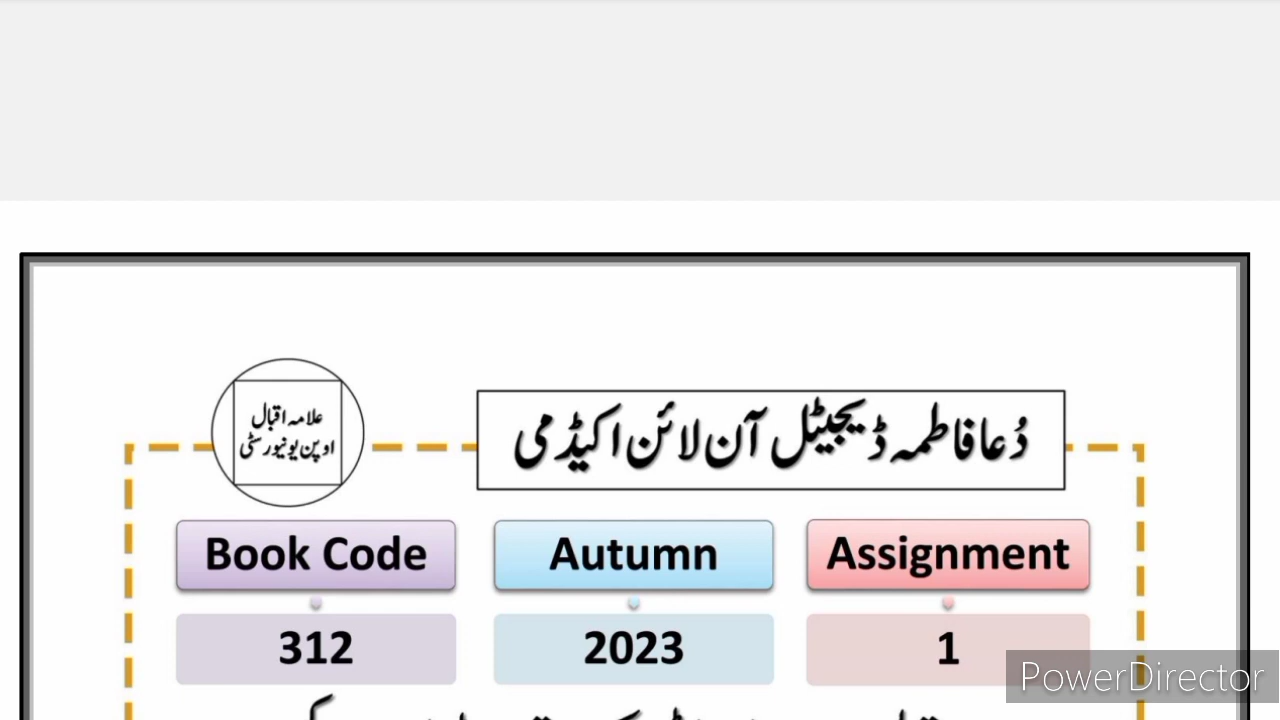 دُعا فاطمہ ڈیجیٹل آن لائن اکیڈمی
علامہ اقبال
اوپن یونیورسٹی
Book Code Autumn Assignment
312 2023 1
PowerDirector